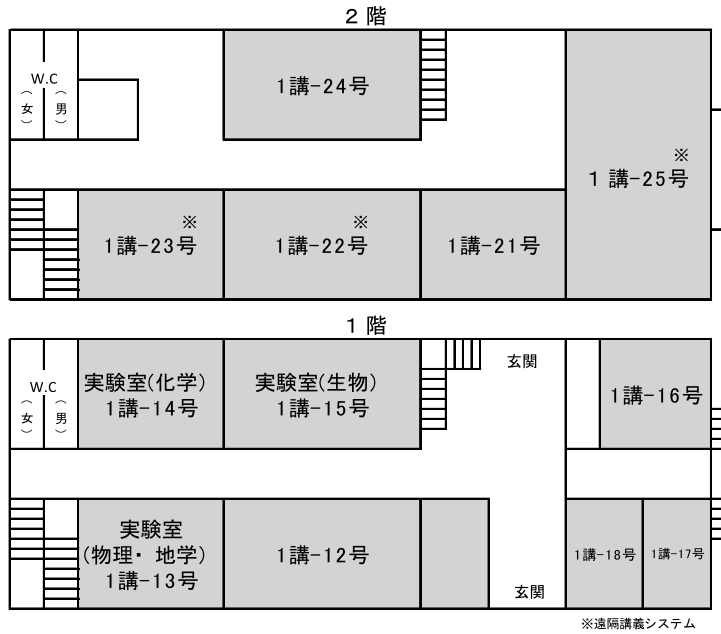 ２ 階
W.C
（女）
（男）
1講-24号
※
１ 講-25号
※
1講-23号
※
1講-22号
1講-21号
１ 階
W.C
（女）
（男）
実験室(化学)
1講-14号
実験室(生物)
1講-15号
玄関
1講-16号
実験室
(物理・ 地学)
1講-13号
1講-12号
玄関
1講-18号
1講-17号
※遠隔講義システム